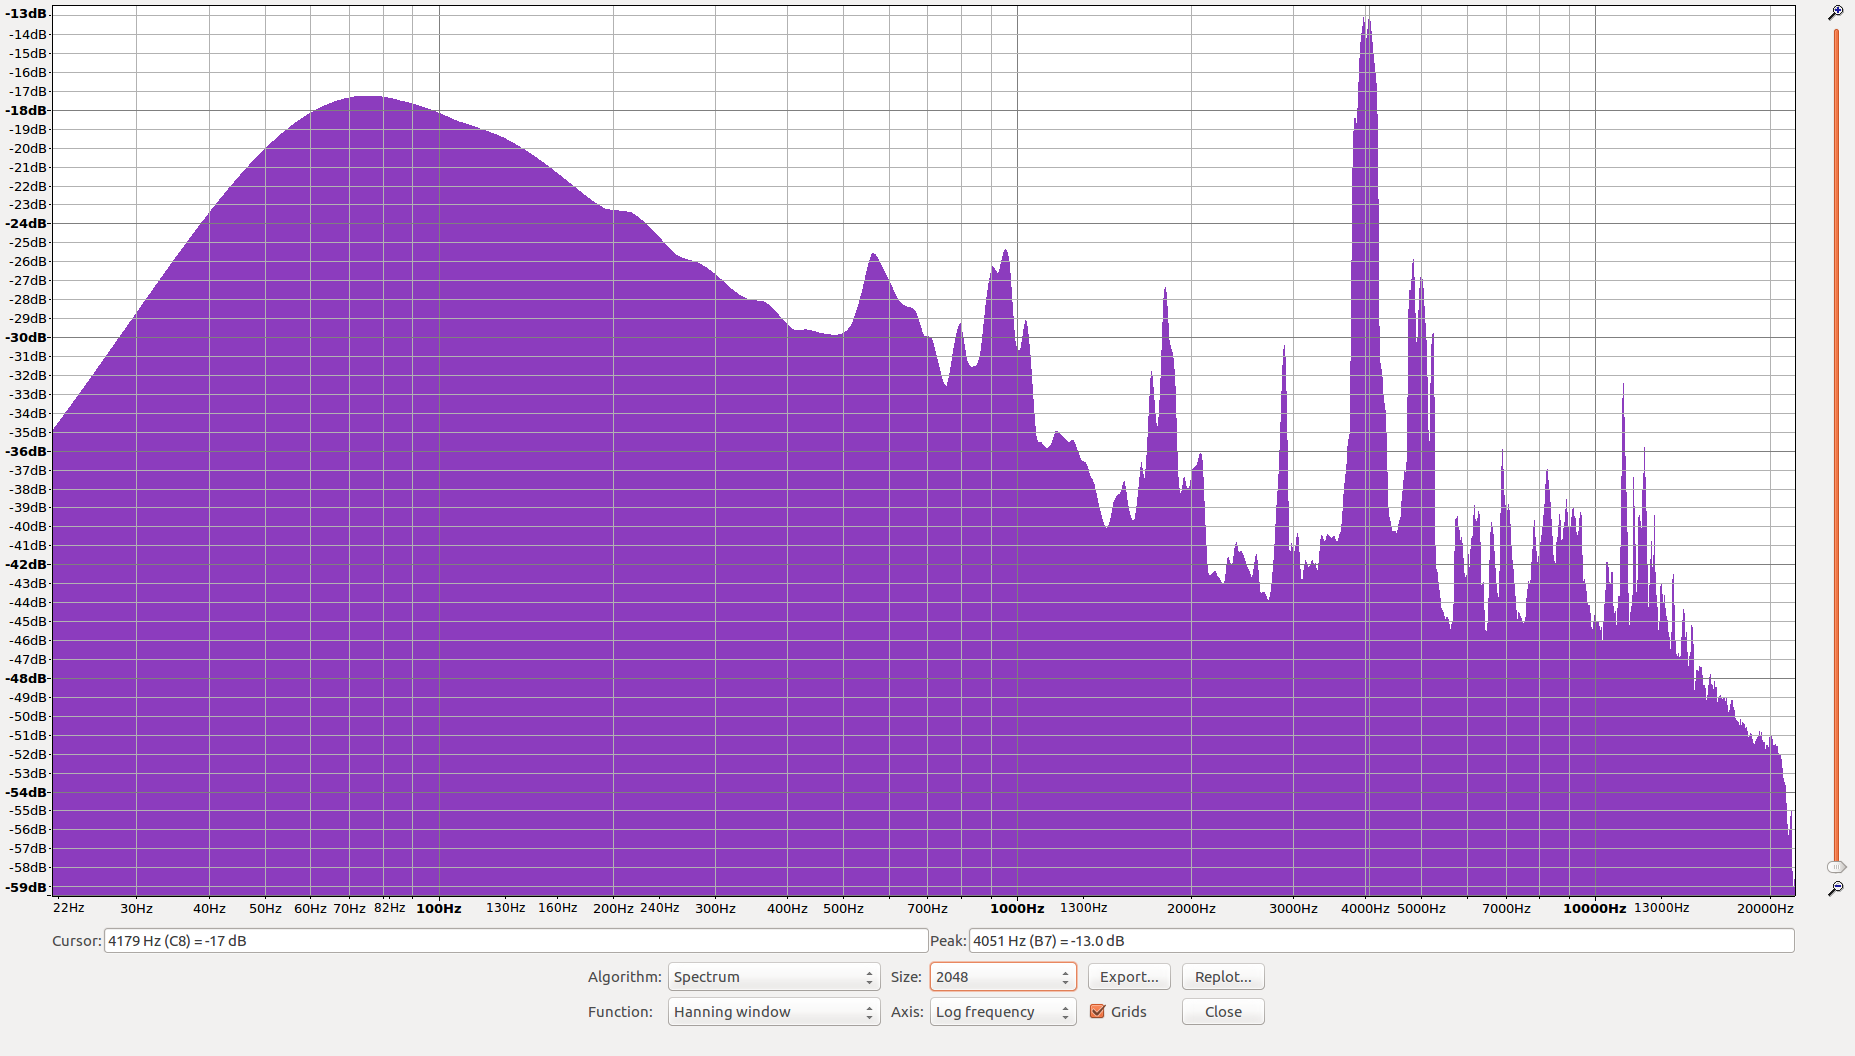 -13dB
-14dB
-15dB
-16dB
-17dB
-18dB
-19dB
-20dB
-21dB
-22dB
-23dB
-24dB
-25dB
-26dB
-27dB
-28dB
-29dB
-30dB
-31dB
-32dB
-33dB
-34dB
-35dB
-36dB
-37dB
-38dB
-39dB
-40dB
-41dB
-42dB
-43dB
-44dB
-45dB
-46dB
-47dB
-48dB
-49dB
-50dB
-51dB
-52dB
-53dB
-54dB
-55dB
-56dB
-57dB
-58dB
-59dB
22Hz 30Hz 40Hz 50Hz 60Hz 70Hz 82Hz 100Hz 130Hz 160Hz 200Hz 240Hz 300Hz 400Hz 500Hz 700Hz 1000Hz 1300Hz 2000Hz 3000Hz 4000Hz 5000Hz 7000Hz 10000Hz 13000Hz 20000Hz
Cursor: 4179 Hz (C8) = -17 dB Peak: 4051 Hz (B7) = -13.0 dB
Algorithm: Spectrum Size: 2048 Export... Replot...
Function: Hanning window Axis: Log frequency Grids Close